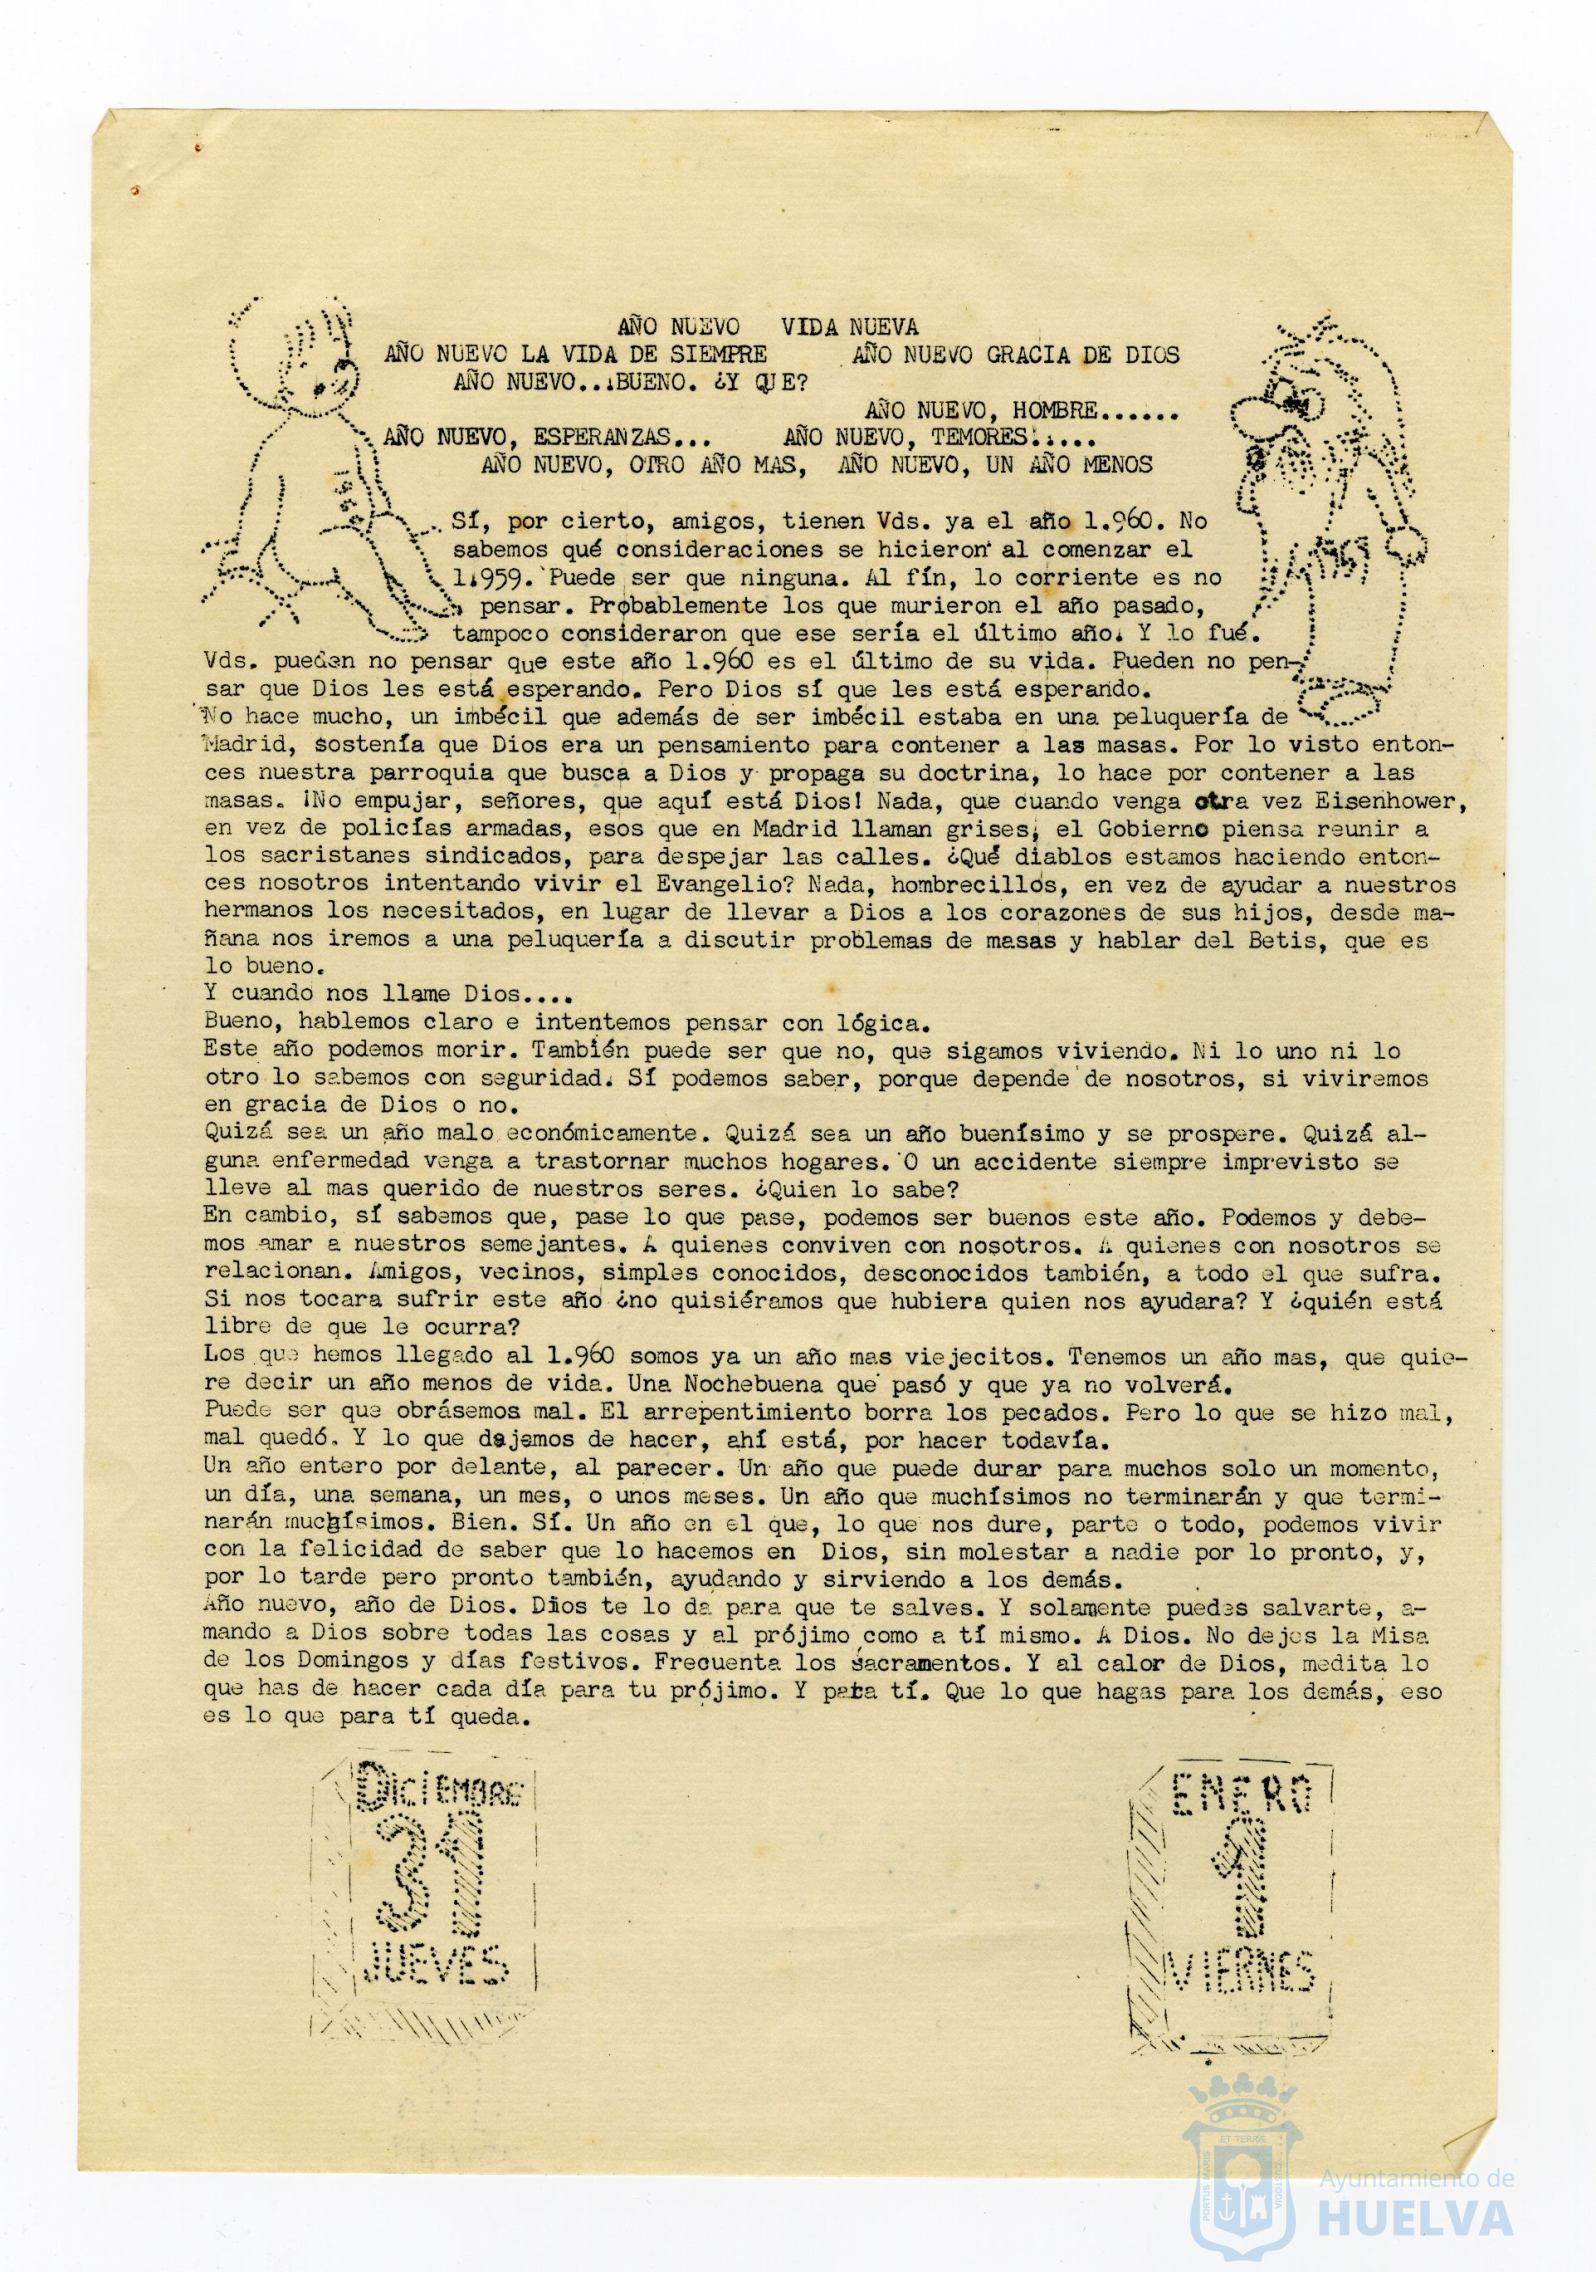 AÑO NUEVO   VIDA NUEVA
AÑO NUEVO LA VIDA DE SIEMPRE   AÑO NUEVO GRACIA DE DIOS
AÑO NUEVO..¡BUENO. ¿Y QUE?
AÑO NUEVO, HOMBRE......
AÑO NUEVO, ESPERANZAS...   AÑO NUEVO, TEMORES.....
AÑO NUEVO, OTRO AÑO MAS,  AÑO NUEVO, UN AÑO MENOS
Sí, por cierto, amigos, tienen Vds. ya el año 1.960. No
sabemos qué consideraciones se hicieron al comenzar el
1.959. Puede ser que ninguna. Al fín, lo corriente es no
pensar. Probablemente los que murieron el año pasado,
tampoco consideraron que ese sería el último año. Y lo fué.
Vds. pueden no pensar que este año 1.960 es el último de su vida. Pueden no pen-
sar que Dios les está esperando. Pero Dios sí que les está esperando.
No hace mucho, un imbécil que además de ser imbécil estaba en una peluquería de
Madrid, sostenía que Dios era un pensamiento para contener a las masas. Por lo visto enton-
ces nuestra parroquia que busca a Dios y propaga su doctrina, lo hace por contener a las
masas. ¡No empujar, señores, que aquí está Dios! Nada, que cuando venga otra vez Eisenhower,
en vez de policías armadas, esos que en Madrid llaman grises, el Gobierno piensa reunir a
los sacristanes sindicados, para despejar las calles. ¿Qué diablos estamos haciendo enton-
ces nosotros intentando vivir el Evangelio? Nada, hombrecillos, en vez de ayudar a nuestros
hermanos los necesitados, en lugar de llevar a Dios a los corazones de sus hijos, desde ma-
ñana nos iremos a una peluquería a discutir problemas de masas y hablar del Betis, que es
lo bueno.
Y cuando nos llame Dios....
Bueno, hablemos claro e intentemos pensar con lógica.
Este año podemos morir. También puede ser que no, que sigamos viviendo. Ni lo uno ni lo
otro lo sabemos con seguridad. Sí podemos saber, porque depende de nosotros, si viviremos
en gracia de Dios o no.
Quizá sea un año malo económicamente. Quizá sea un año buenísimo y se prospere. Quizá al-
guna enfermedad venga a trastornar muchos hogares. O un accidente siempre imprevisto se
lleve al mas querido de nuestros seres. ¿Quien lo sabe?
En cambio, sí sabemos que, pase lo que pase, podemos ser buenos este año. Podemos y debe-
mos amar a nuestros semejantes. A quienes conviven con nosotros. A quienes con nosotros se
relacionan. Amigos, vecinos, simples conocidos, desconocidos también, a todo el que sufra.
Si nos tocara sufrir este año ¿no quisiéramos que hubiera quien nos ayudara? Y ¿quién está
libre de que le ocurra?
Los que hemos llegado al 1.960 somos ya un año mas viejecitos. Tenemos un año mas, que quie-
re decir un año menos de vida. Una Nochebuena que pasó y que ya no volverá.
Puede ser que obrásemos mal. El arrepentimiento borra los pecados. Pero lo que se hizo mal,
mal quedó. Y lo que dejamos de hacer, ahí está, por hacer todavía.
Un año entero por delante, al parecer. Un año que puede durar para muchos solo un momento,
un día, una semana, un mes, o unos meses. Un año que muchísimos no terminarán y que termi-
narán muchísimos. Bien. Sí. Un año en el que, lo que nos dure, parte o todo, podemos vivir
con la felicidad de saber que lo hacemos en  Dios, sin molestar a nadie por lo pronto, y,
por lo tarde pero pronto también, ayudando y sirviendo a los demás.
Año nuevo, año de Dios. Dios te lo da para que te salves. Y solamente puedes salvarte, a-
mando a Dios sobre todas las cosas y al prójimo como a tí mismo. A Dios. No dejes la Misa
de los Domingos y días festivos. Frecuenta los sacramentos. Y al calor de Dios, medita lo
que has de hacer cada día para tu prójimo. Y para tí. Que lo que hagas para los demás, eso
es lo que para tí queda.
DiCiEMBRE
31
JUEVES
ENERO
1
VIERNES
ET TERRÆ
PORTUS MARIS
CUSTODIA
Ayuntamiento de
HUELVA